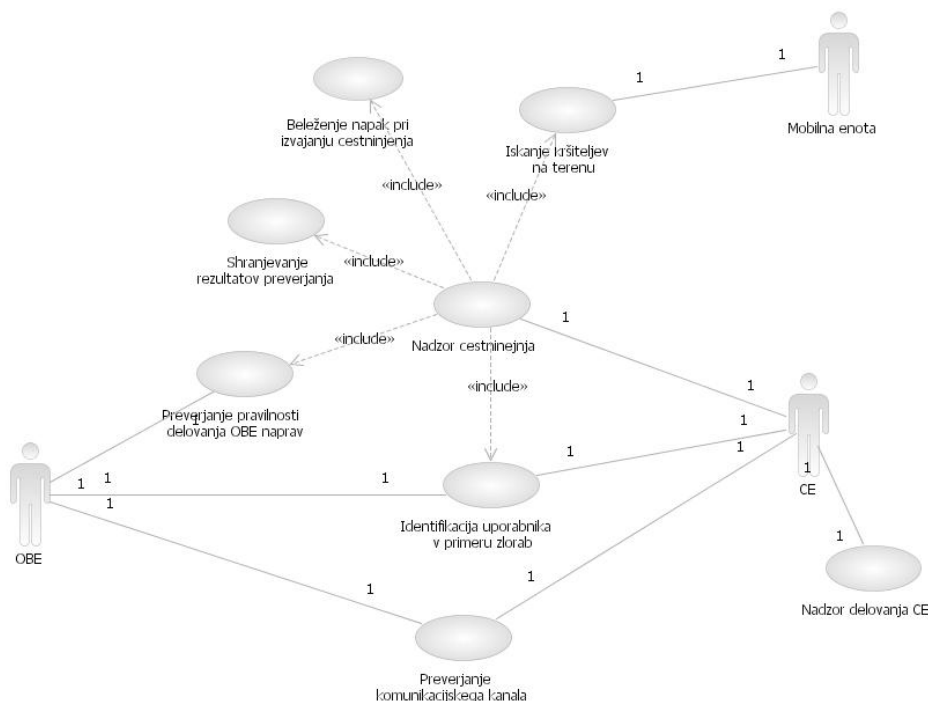 1
1
Mobilna enota
Beleženje napak pri
izvajanju cestninjenja
Iskanje kršiteljev
na terenu
«include»
«include»
Shranjevanje
rezultatov preverjanja
«include»
«include»
Nadzor cestninejnja
1
Preverjanje pravilnosti
delovanja OBE naprav
1
«include»
1
1
1
CE
1
1
1
1
1
1
OBE
Identifikacija uporabnika
v primeru zlorab
1
1
1
Nadzor delovanja CE
Preverjanje
komunikacijskega kanala